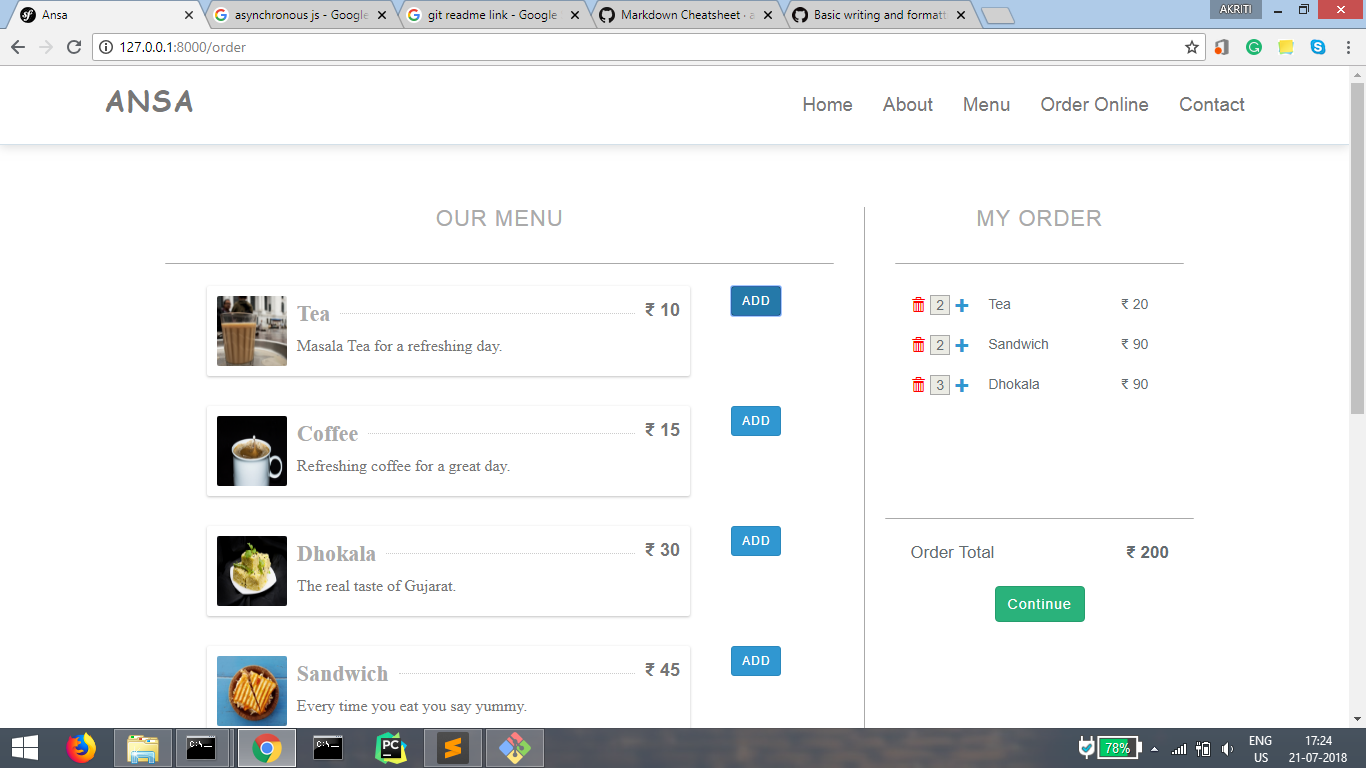 Ansa
asynchronous js - Google
git readme link - Google
Markdown Cheatsheet · a
Basic writing and formatt
AKRITI
127.0.0.1:8000/order
ANSA
Home About Menu Order Online Contact
OUR MENU
Tea ₹ 10 ADD
Masala Tea for a refreshing day.
Coffee ₹ 15 ADD
Refreshing coffee for a great day.
Dhokala ₹ 30 ADD
The real taste of Gujarat.
Sandwich ₹ 45 ADD
Every time you eat you say yummy.
MY ORDER
2 Tea ₹ 20
2 Sandwich ₹ 90
3 Dhokala ₹ 90
Order Total ₹ 200
Continue
C:\.
C:\.
PC
78%
ENG
US
17:24
21-07-2018